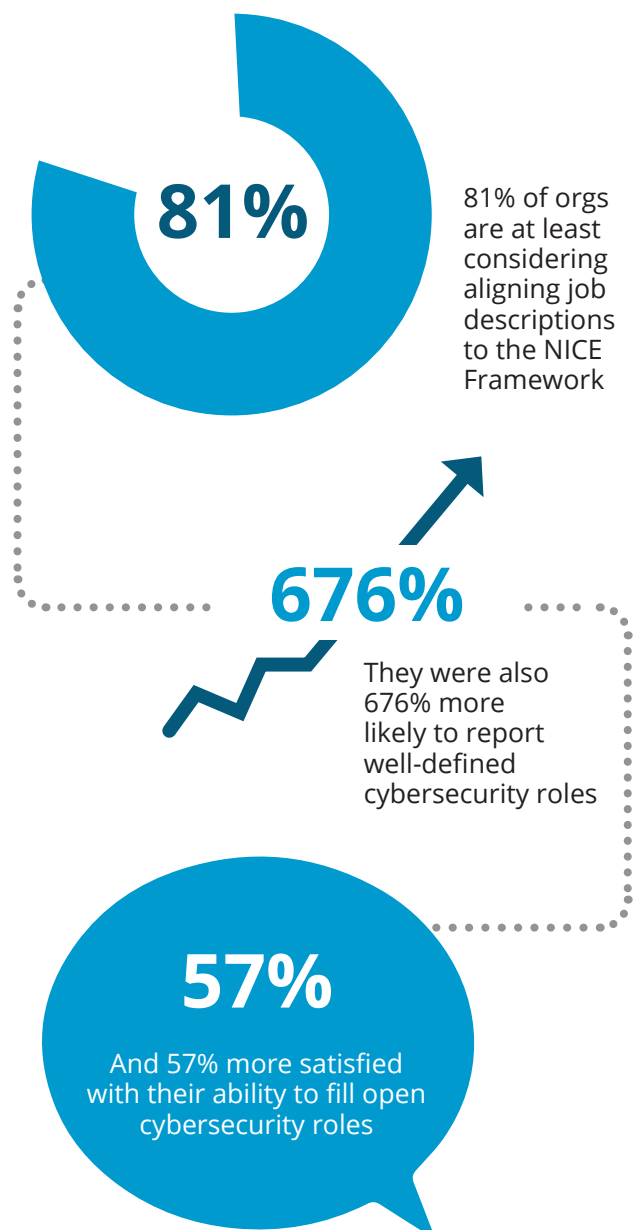 81%
81% of orgs
are at least
considering
aligning job
descriptions
to the NICE
Framework
676%
They were also
676% more
likely to report
well-defined
cybersecurity roles
57%
And 57% more satisfied
with their ability to fill open
cybersecurity roles